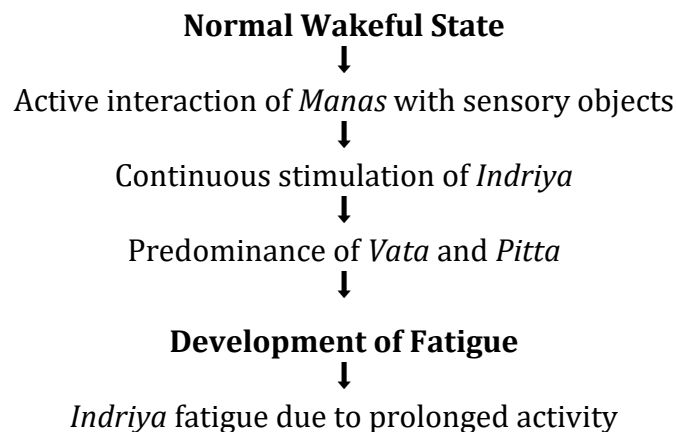 Normal Wakeful State
Active interaction of Manas with sensory objects
Continuous stimulation of Indriya
Predominance of Vata and Pitta
Development of Fatigue
Indriya fatigue due to prolonged activity